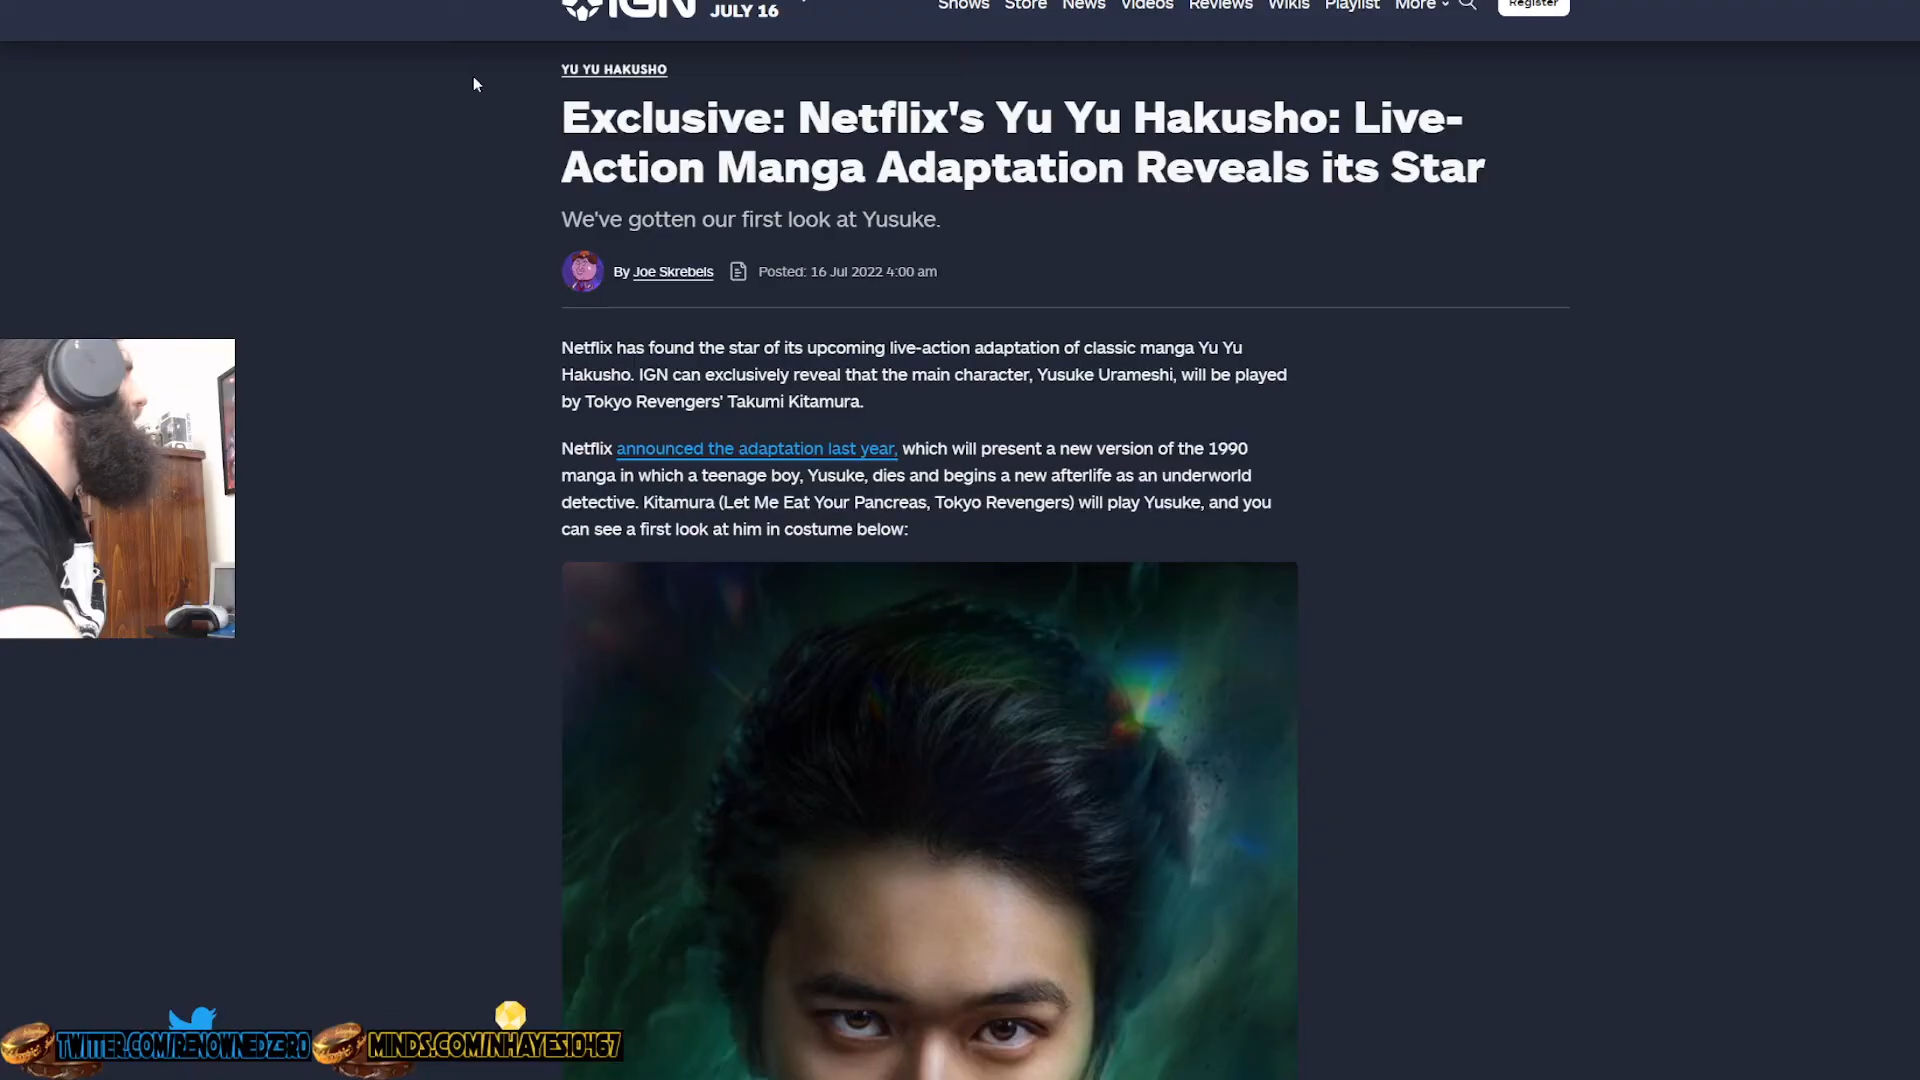 IGN
JULY 16
Shows Store News Videos Reviews Wikis Playlist More
Register
YU YU HAKUSHO
Exclusive: Netflix's Yu Yu Hakusho: Live-
Action Manga Adaptation Reveals its Star
We've gotten our first look at Yusuke.
By Joe Skrebels Posted: 16 Jul 2022 4:00 am
Netflix has found the star of its upcoming live-action adaptation of classic manga Yu Yu
Hakusho. IGN can exclusively reveal that the main character, Yusuke Urameshi, will be played
by Tokyo Revengers' Takumi Kitamura.
Netflix announced the adaptation last year, which will present a new version of the 1990
manga in which a teenage boy, Yusuke, dies and begins a new afterlife as an underworld
detective. Kitamura (Let Me Eat Your Pancreas, Tokyo Revengers) will play Yusuke, and you
can see a first look at him in costume below:
TWITTER.COM/RENOWNEDZ3R0 MINDS.COM/NHAYES10467